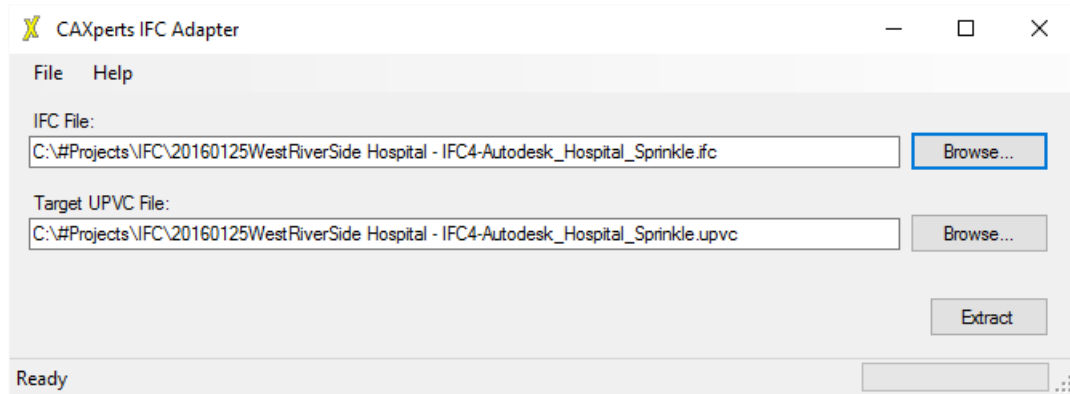 CAXperts IFC Adapter
File Help
IFC File:
C:\#Projects\IFC\20160125WestRiverSide Hospital - IFC4-Autodesk_Hospital_Sprinkle.ifc Browse...
Target UPVC File:
C:\#Projects\IFC\20160125WestRiverSide Hospital - IFC4-Autodesk_Hospital_Sprinkle.upvc Browse...
Extract
Ready